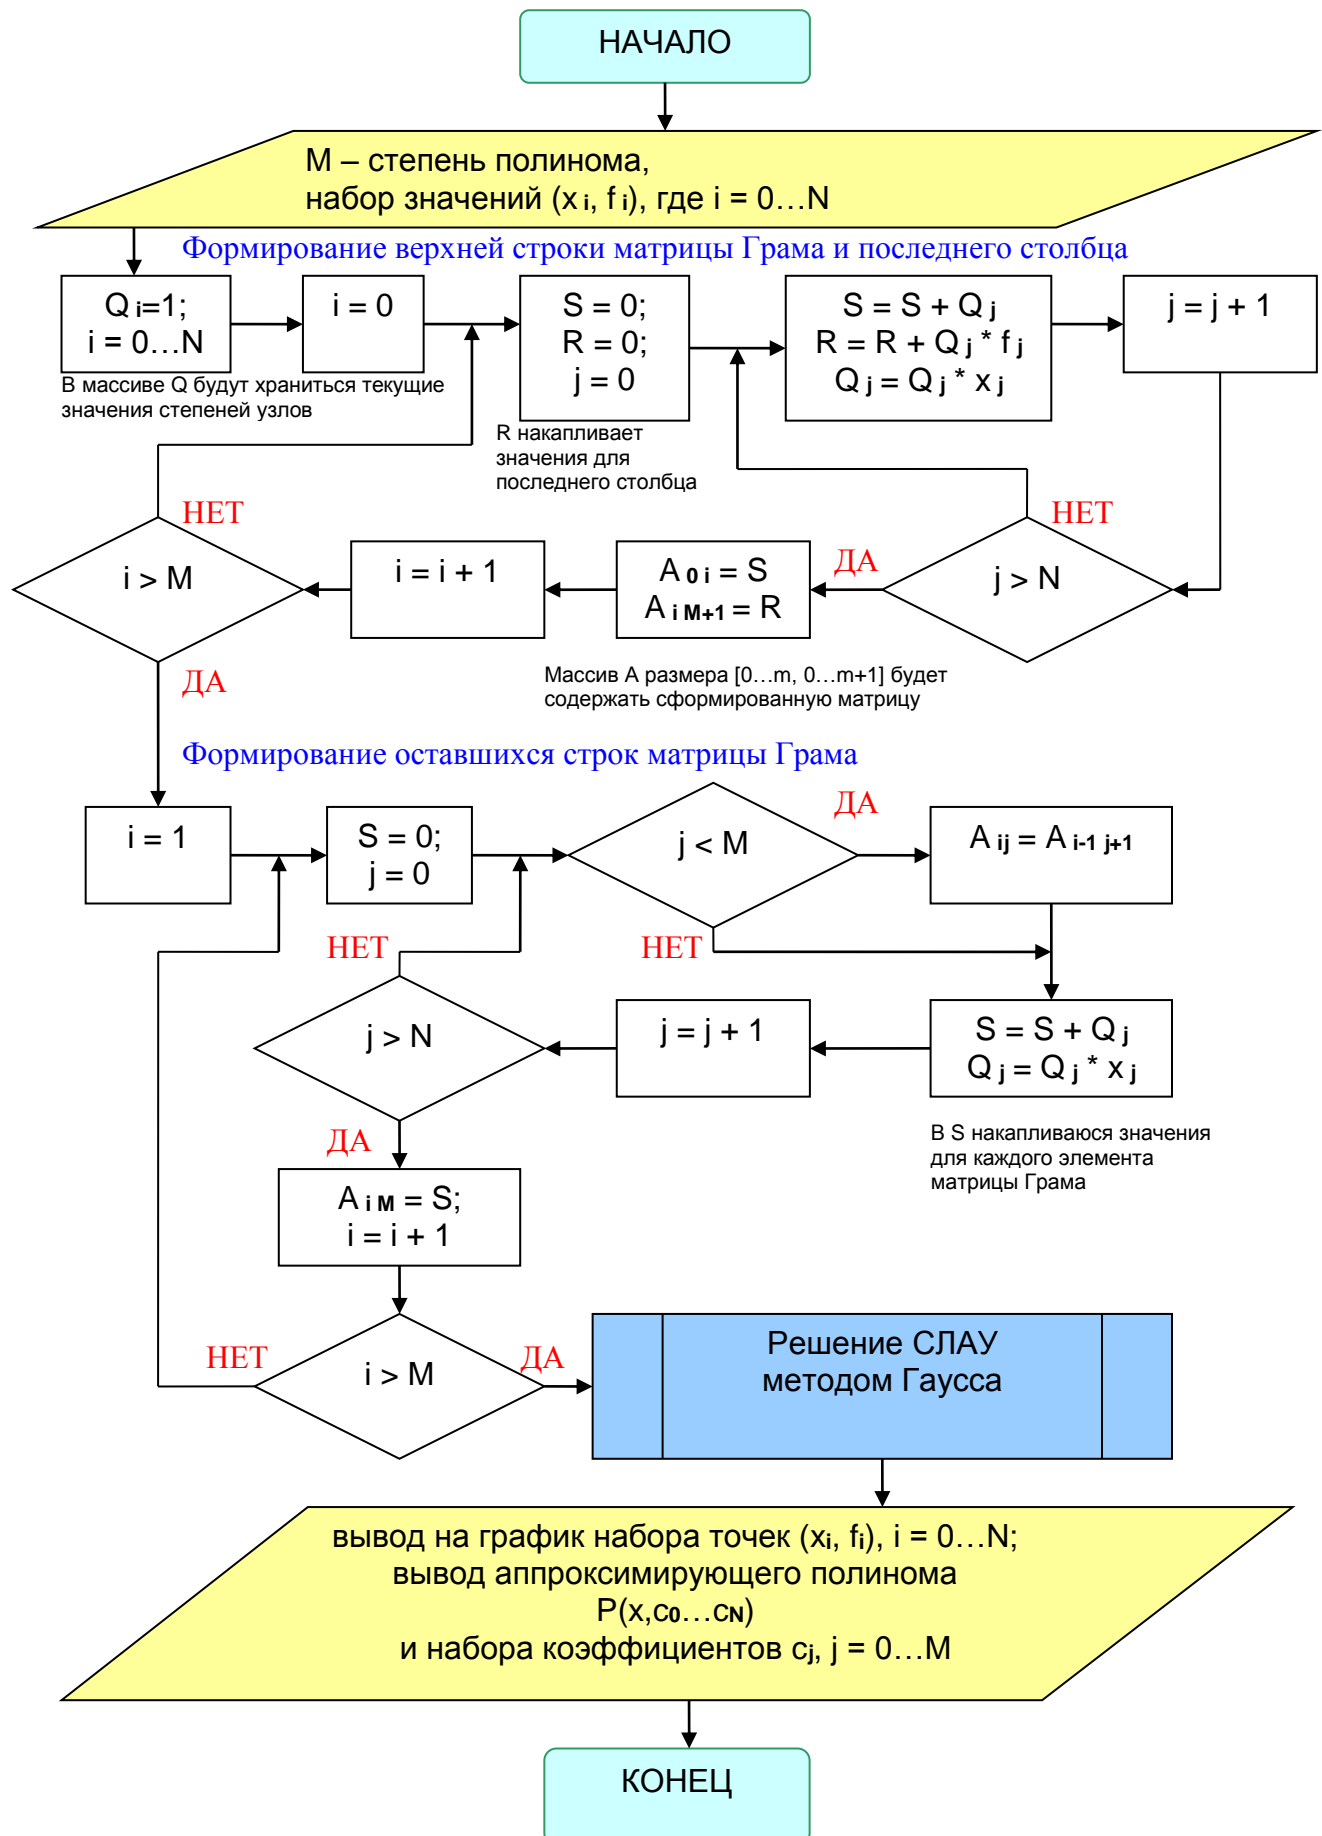 НАЧАЛО
M – степень полинома,
набор значений (x i, f i), где i = 0…N
Формирование верхней строки матрицы Грама и последнего столбца
Q i=1;
i = 0…N
i = 0
S = 0;
R = 0;
j = 0
S = S + Q j
R = R + Q j * f j
Q j = Q j * x j
j = j + 1
В массиве Q будут храниться текущие
значения степеней узлов
R накапливает
значения для
последнего столбца
НЕТ
НЕТ
i > M
i = i + 1
A 0 i = S
A i M+1 = R
ДА
j > N
ДА
Массив А размера [0…m, 0…m+1] будет
содержать сформированную матрицу
Формирование оставшихся строк матрицы Грама
i = 1
S = 0;
j = 0
j < M
ДА
A ij = A i-1 j+1
НЕТ
НЕТ
j > N
j = j + 1
S = S + Q j
Q j = Q j * x j
ДА
В S накапливаюся значения
для каждого элемента
матрицы Грама
A i M = S;
i = i + 1
НЕТ
i > M
ДА
Решение СЛАУ
методом Гаусса
вывод на график набора точек (xi, fi), i = 0…N;
вывод аппроксимирующего полинома
P(x,c0…cN)
и набора коэффициентов cj, j = 0…M
КОНЕЦ